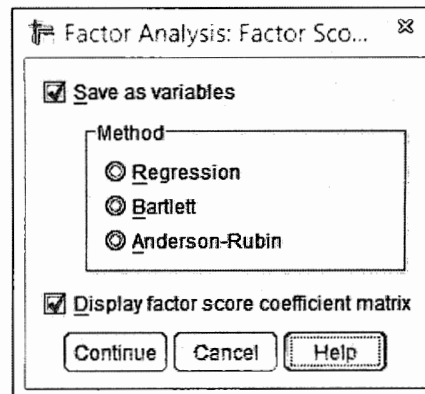 Factor Analysis: Factor Sco...
Save as variables
Method
Regression
Bartlett
Anderson-Rubin
Display factor score coefficient matrix
Continue Cancel Help